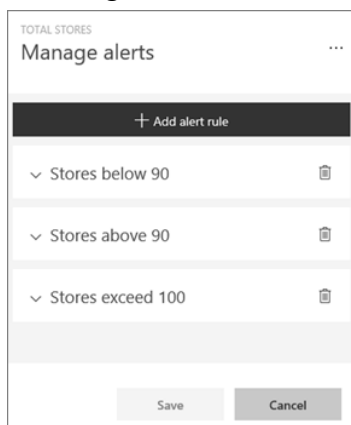 TOTAL STORES
Manage alerts
...
+ Add alert rule
Stores below 90
Stores above 90
Stores exceed 100
Save Cancel